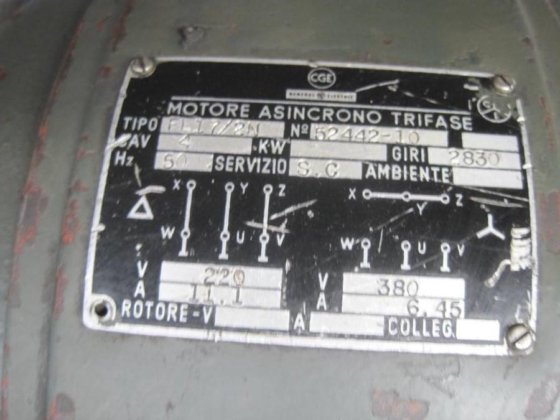 CGE
GENERAL ELECTRIC
MOTORE ASINCRONO TRIFASE
TIPO Nº 52442-10
CAV 4 KW GIRI 2830
Hz 50 SERVIZIO S.C AMBIENTE
X Y Z X Y Z
Δ
W U V W U V
V 220 V 380
A 11.1 A 6.45
ROTORE-V A COLLEG.